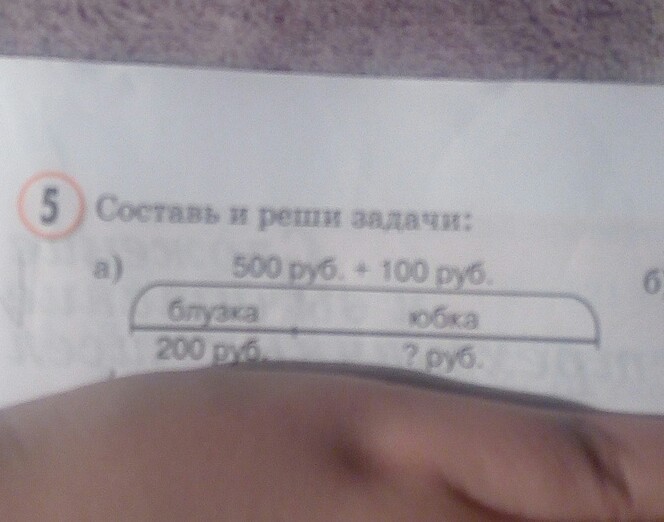 5 Составь и реши задачи:
а) 500 руб. + 100 руб. б
блузка юбка
200 руб. ? руб.